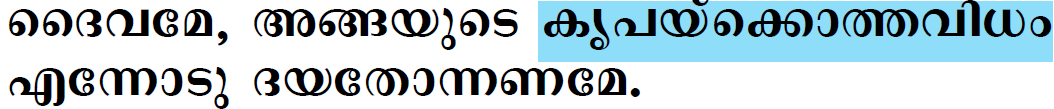 ദൈവമേ, അങ്ങയുടെ കൃപയ്ക്കൊത്തവിധം
എന്നോടു ദയതോന്നണമേ.